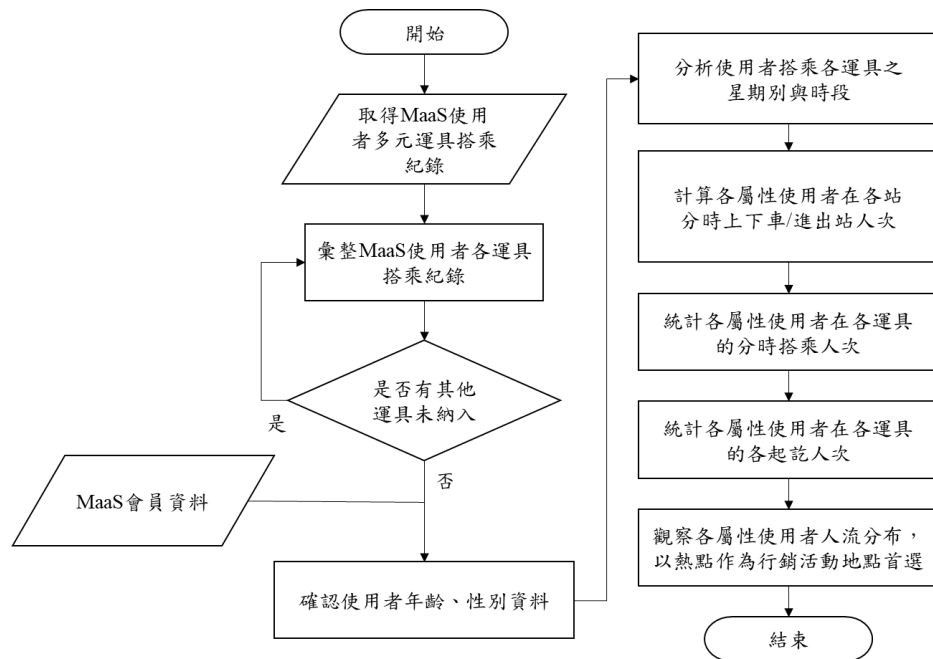 開始
取得MaaS使用
者多元運具搭乘
紀錄
彙整MaaS使用者各運具
搭乘紀錄
是否有其他
運具未納入
是
否
MaaS會員資料
確認使用者年齡、性別資料
分析使用者搭乘各運具之
星期別與時段
計算各屬性使用者在各站
分時上下車/進出站人次
統計各屬性使用者在各運具
的分時搭乘人次
統計各屬性使用者在各運具
的各起訖人次
觀察各屬性使用者人流分布，
以熱點作為行銷活動地點首選
結束